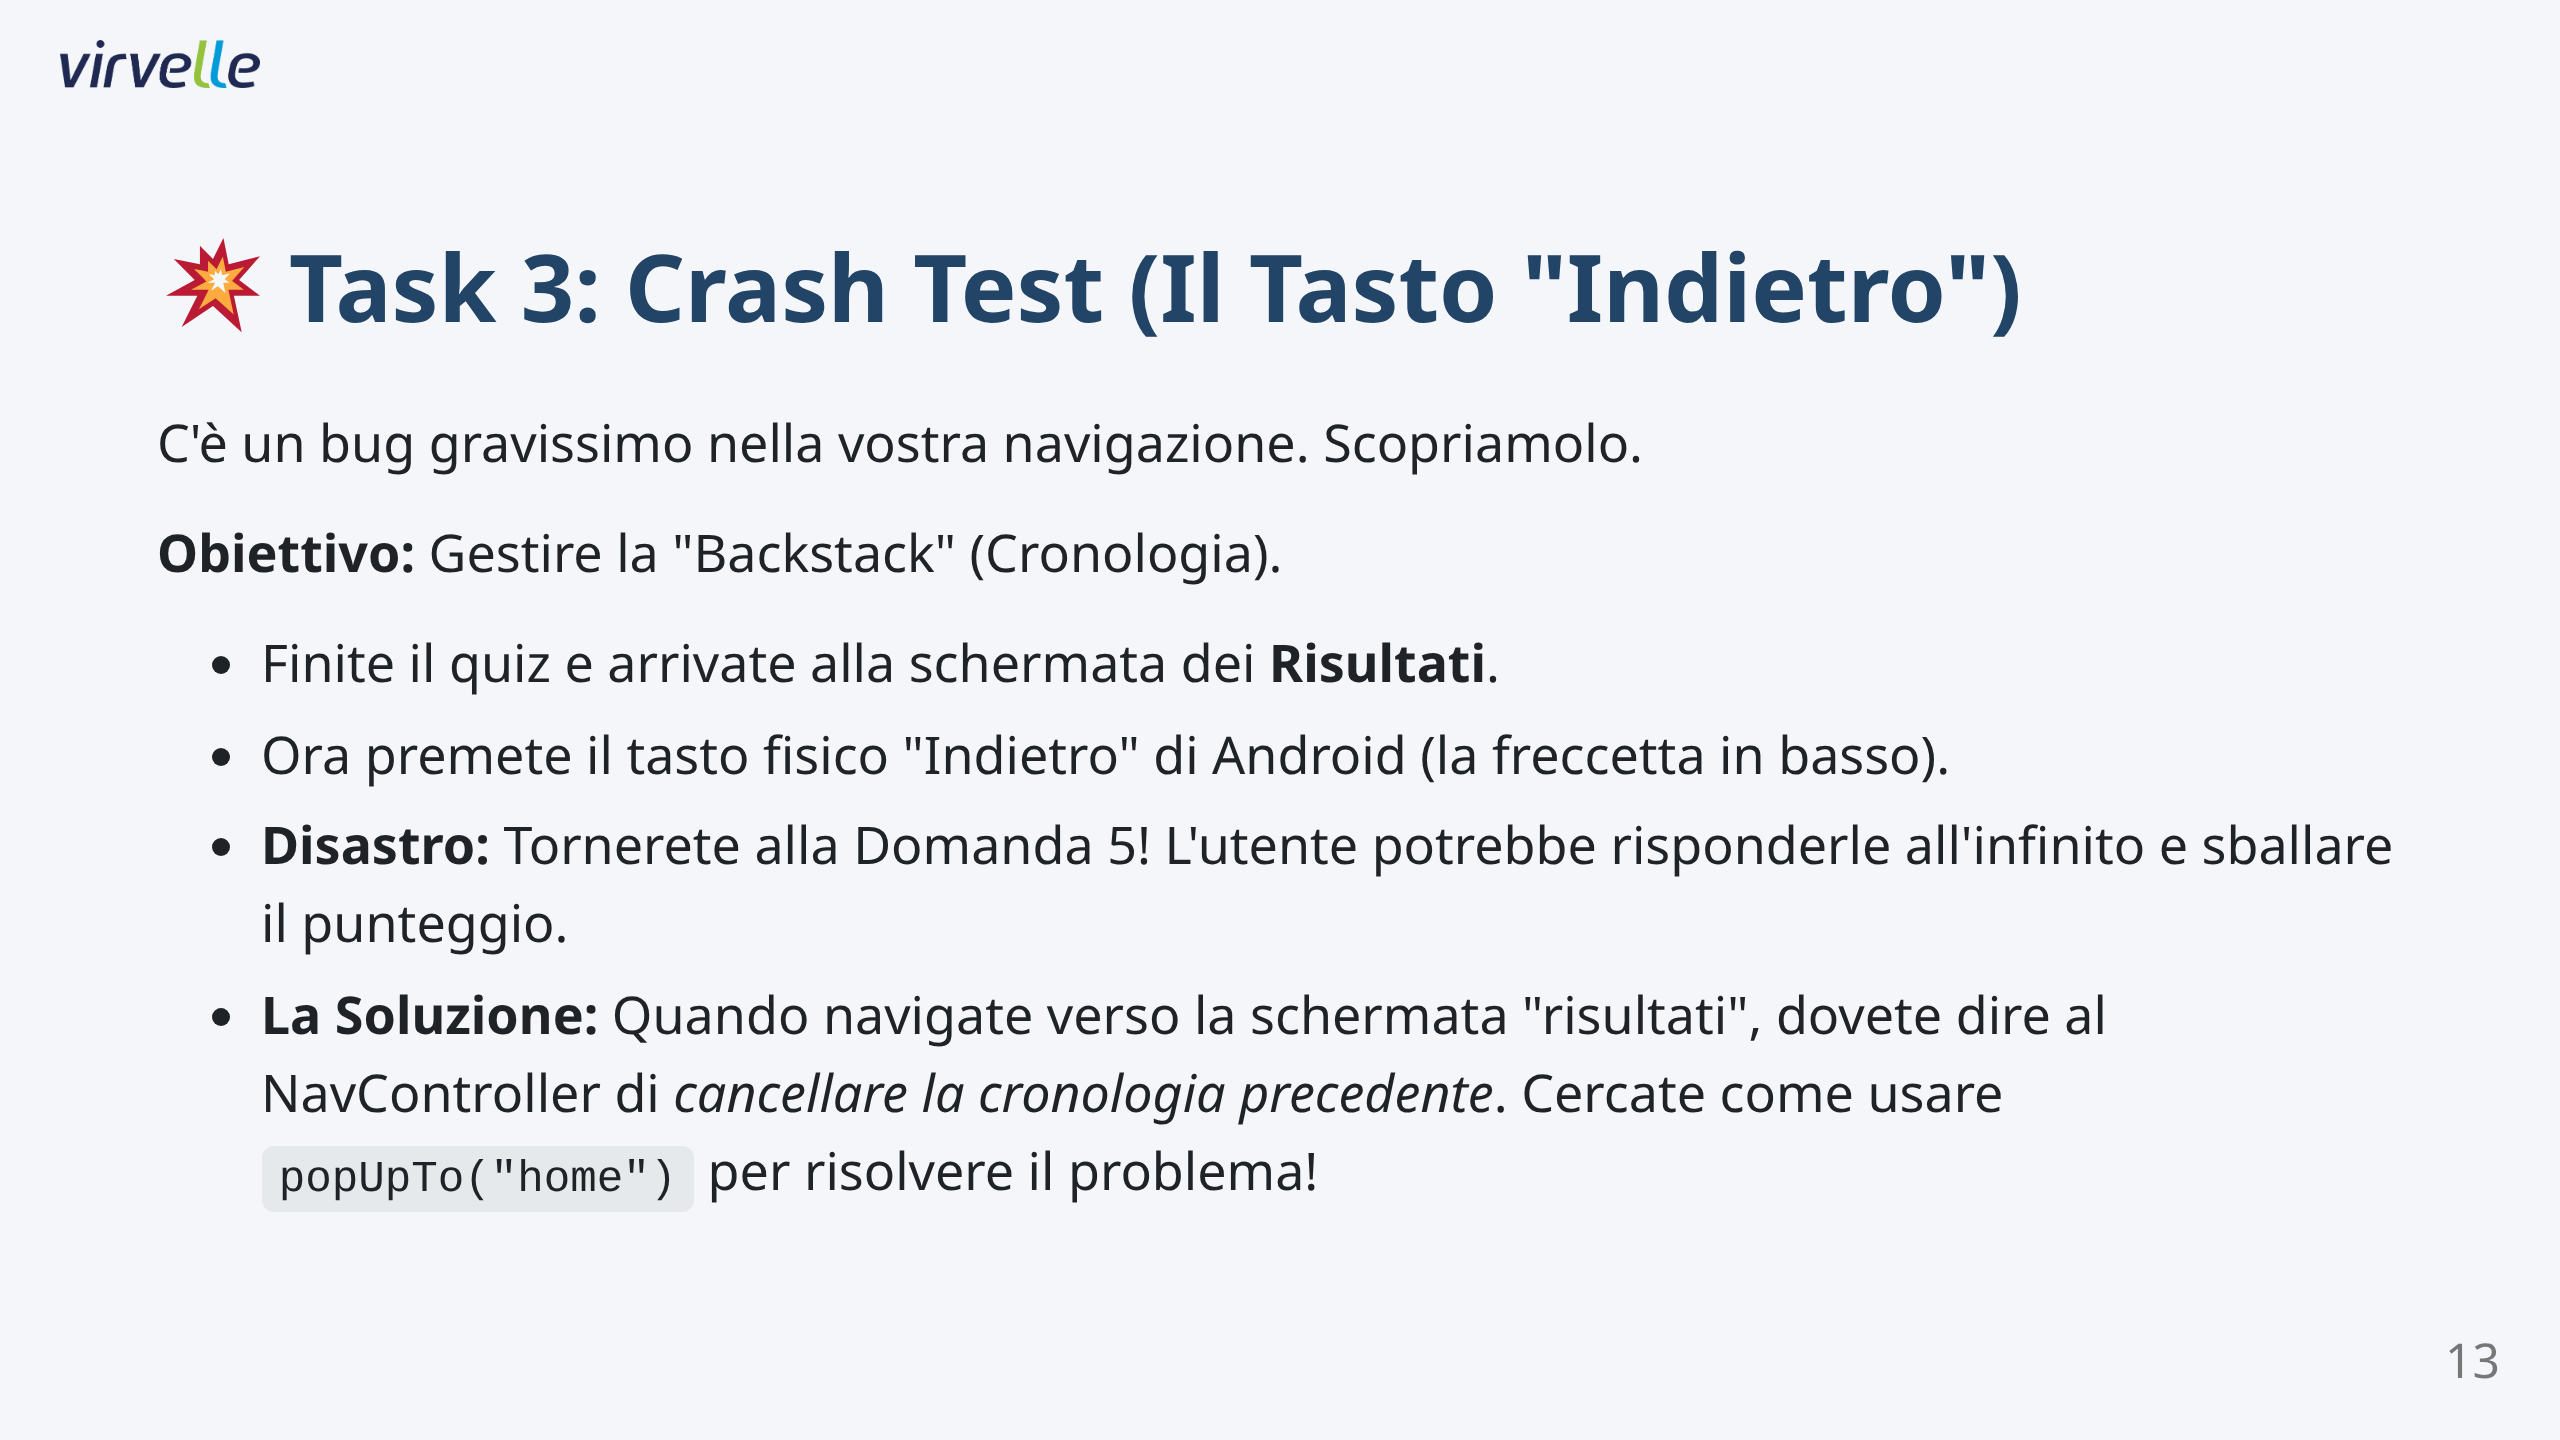 virvelle
💥 Task 3: Crash Test (Il Tasto "Indietro")
C'è un bug gravissimo nella vostra navigazione. Scopriamolo.
Obiettivo: Gestire la "Backstack" (Cronologia).
• Finite il quiz e arrivate alla schermata dei Risultati.
• Ora premete il tasto fisico "Indietro" di Android (la freccetta in basso).
• Disastro: Tornerete alla Domanda 5! L'utente potrebbe risponderle all'infinito e sballare
il punteggio.
• La Soluzione: Quando navigate verso la schermata "risultati", dovete dire al
NavController di cancellare la cronologia precedente. Cercate come usare
popUpTo("home") per risolvere il problema!
13